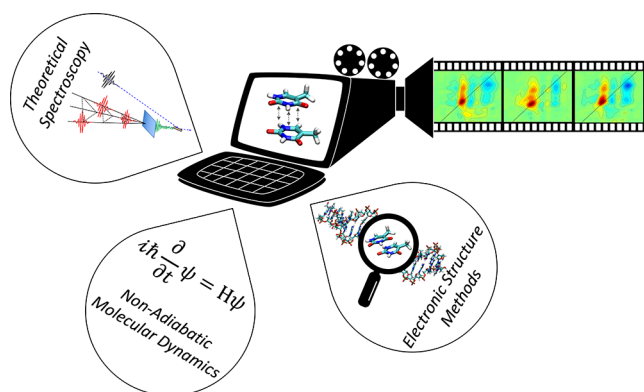 Theoretical
Spectroscopy
iħ ∂/∂t ψ = Hψ
Non-Adiabatic
Molecular Dynamics
Electronic Structure
Methods